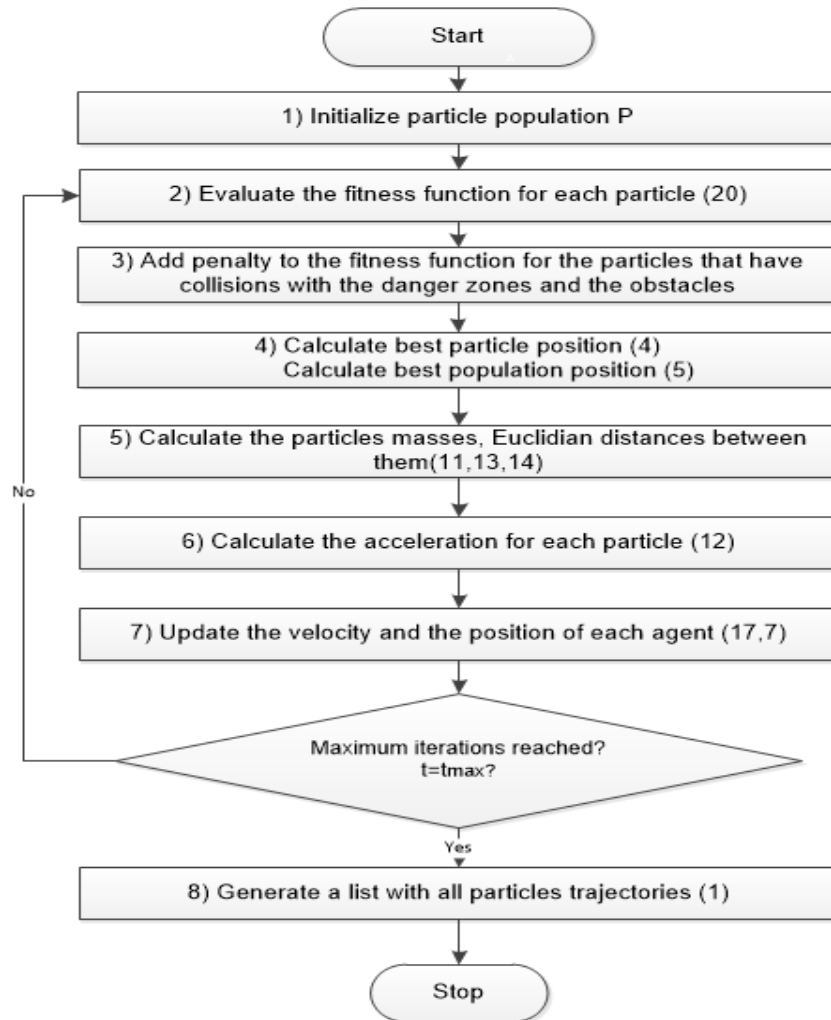 Start
1) Initialize particle population P
2) Evaluate the fitness function for each particle (20)
3) Add penalty to the fitness function for the particles that have
collisions with the danger zones and the obstacles
4) Calculate best particle position (4)
Calculate best population position (5)
5) Calculate the particles masses, Euclidian distances between
them(11,13,14)
No
6) Calculate the acceleration for each particle (12)
7) Update the velocity and the position of each agent (17,7)
Maximum iterations reached?
t=tmax?
Yes
8) Generate a list with all particles trajectories (1)
Stop